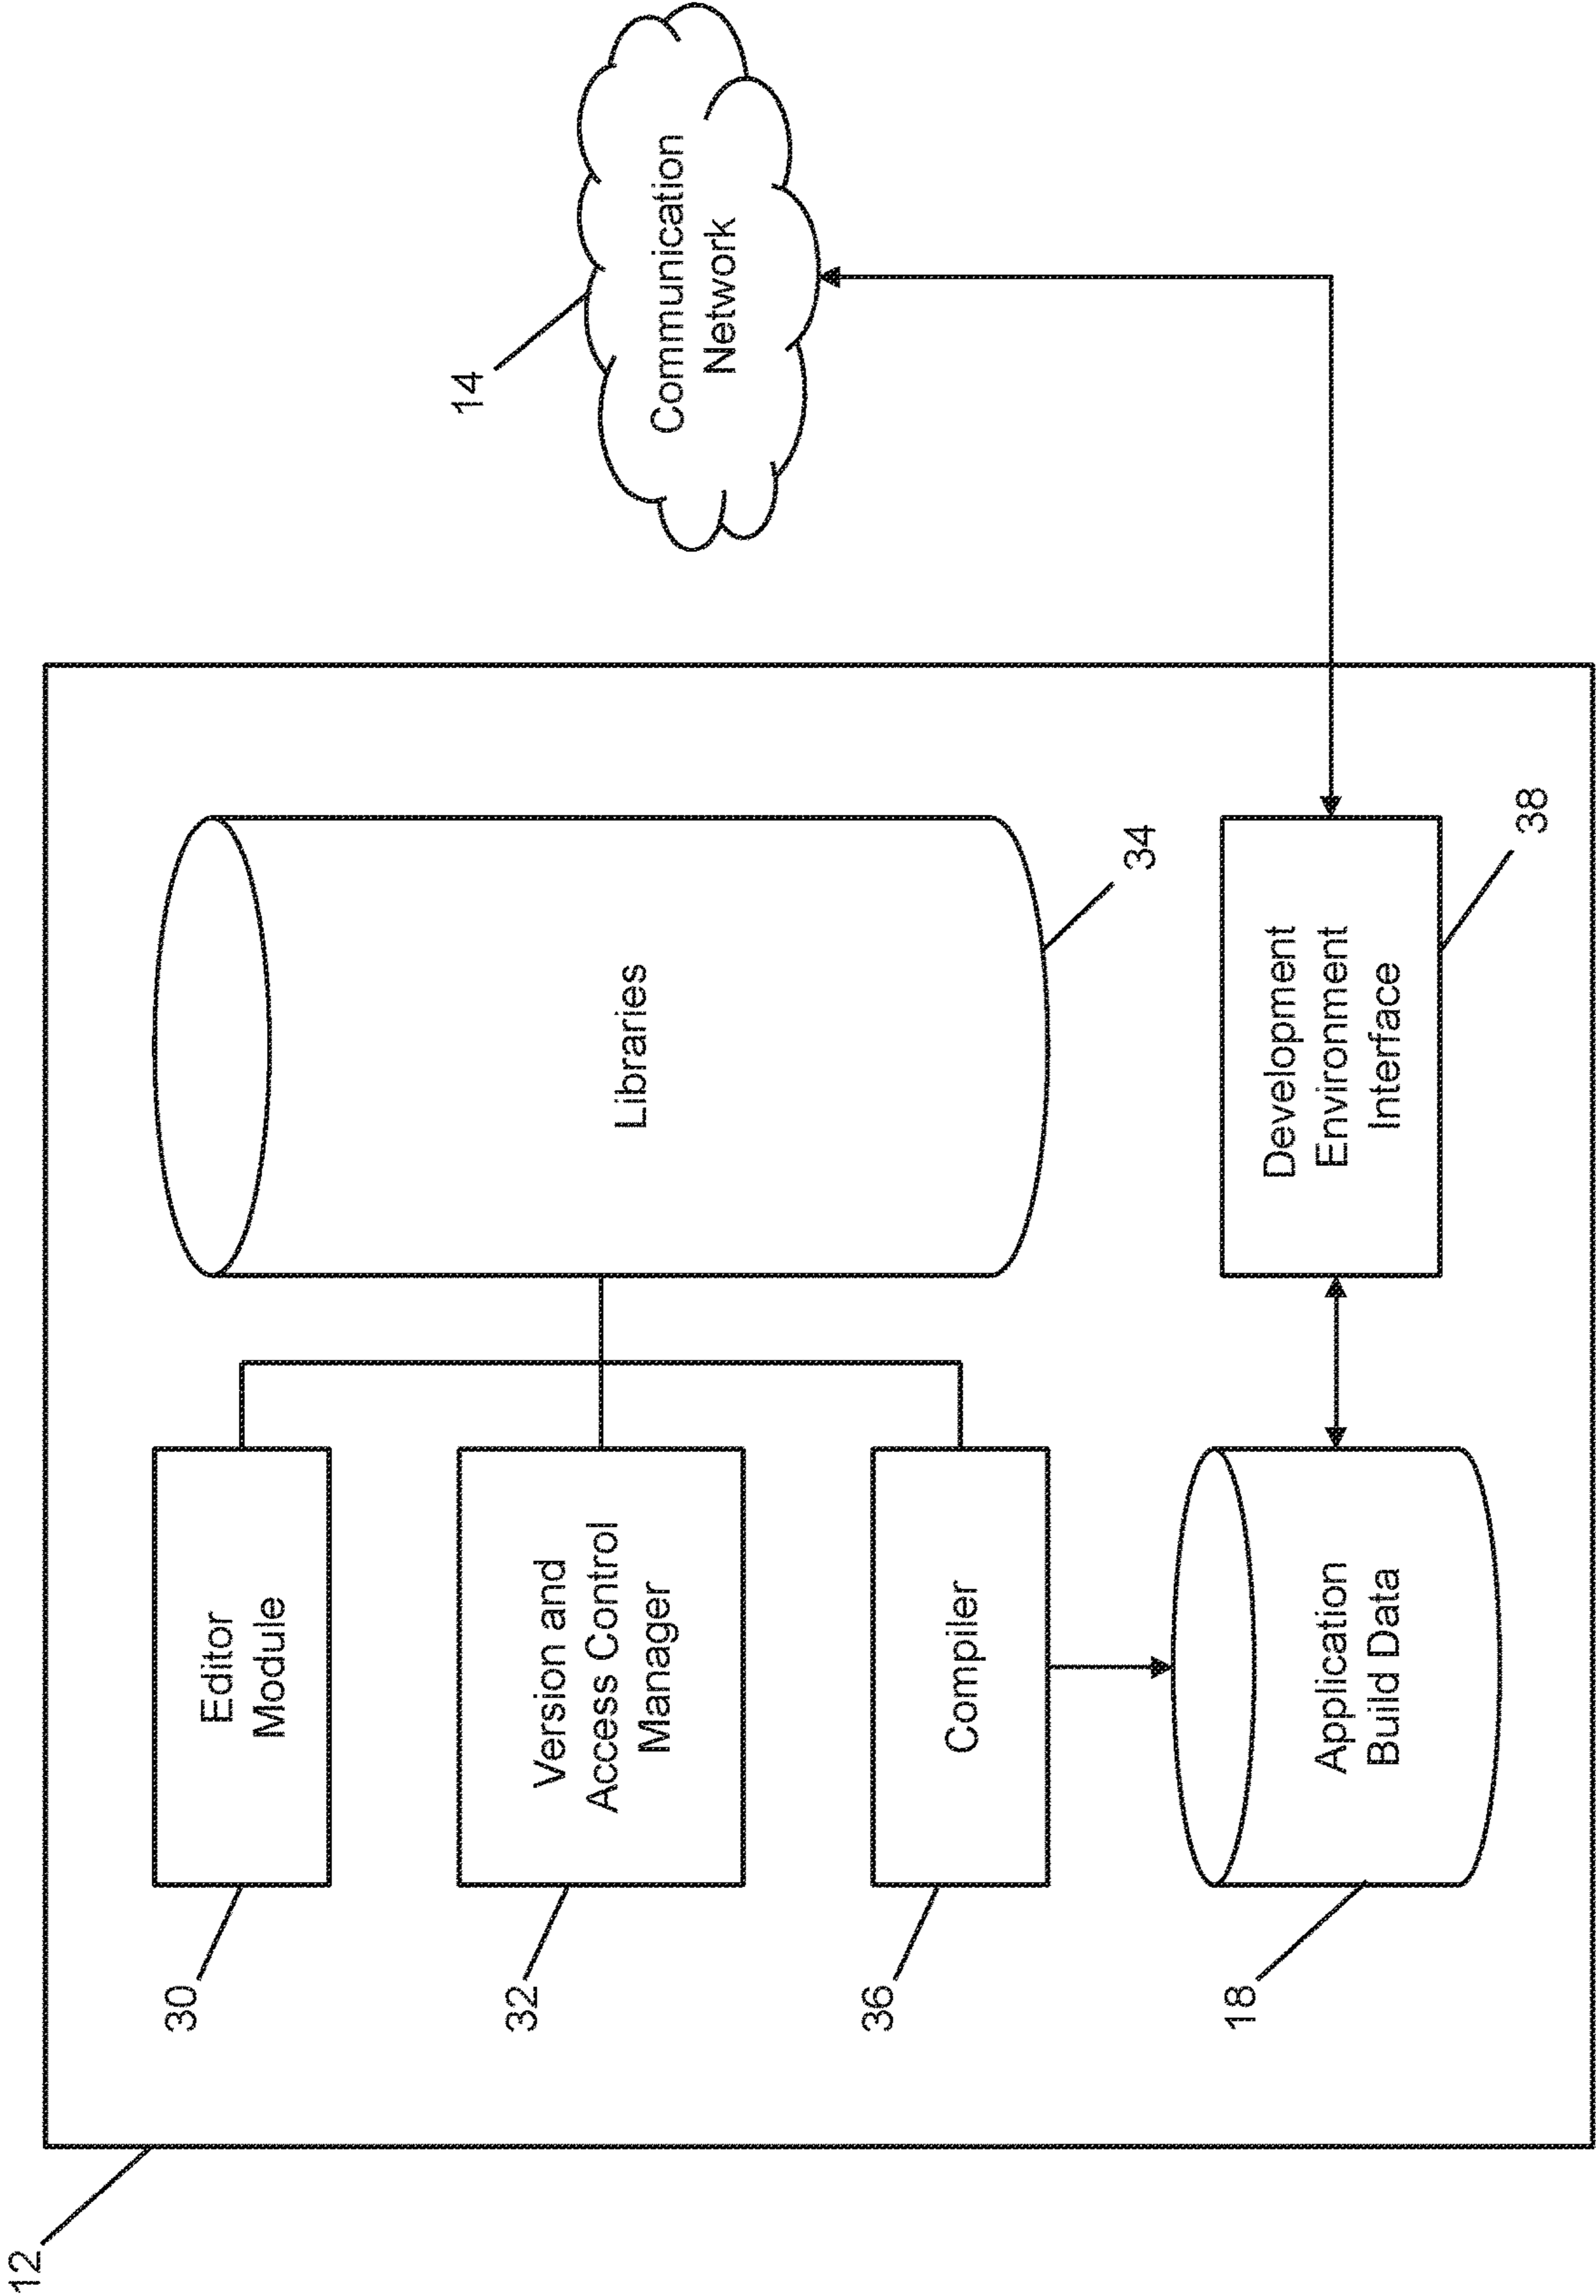 12
30
Editor
Module
32
Version and
Access Control
Manager
36
Compiler
18
Application
Build Data
Libraries
34
Development
Environment
Interface
38
14
Communication
Network